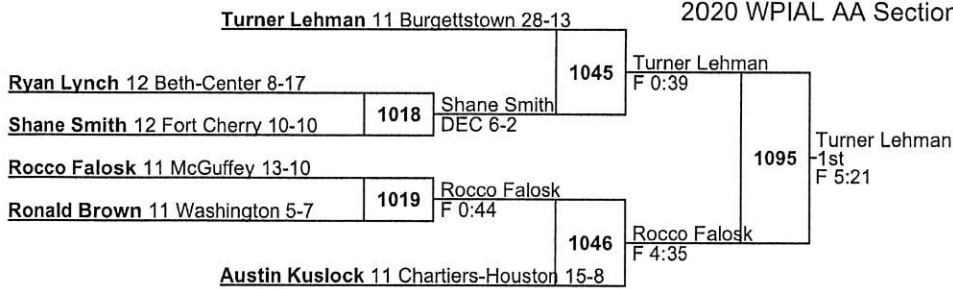 2020 WPIAL AA Section
Turner Lehman 11 Burgettstown 28-13
1045
Turner Lehman
F 0:39
Ryan Lynch 12 Beth-Center 8-17
1018
Shane Smith
DEC 6-2
Shane Smith 12 Fort Cherry 10-10
1095
Turner Lehman
1st
F 5:21
Rocco Falosk 11 McGuffey 13-10
1019
Rocco Falosk
F 0:44
Ronald Brown 11 Washington 5-7
1046
Rocco Falosk
F 4:35
Austin Kuslock 11 Chartiers-Houston 15-8